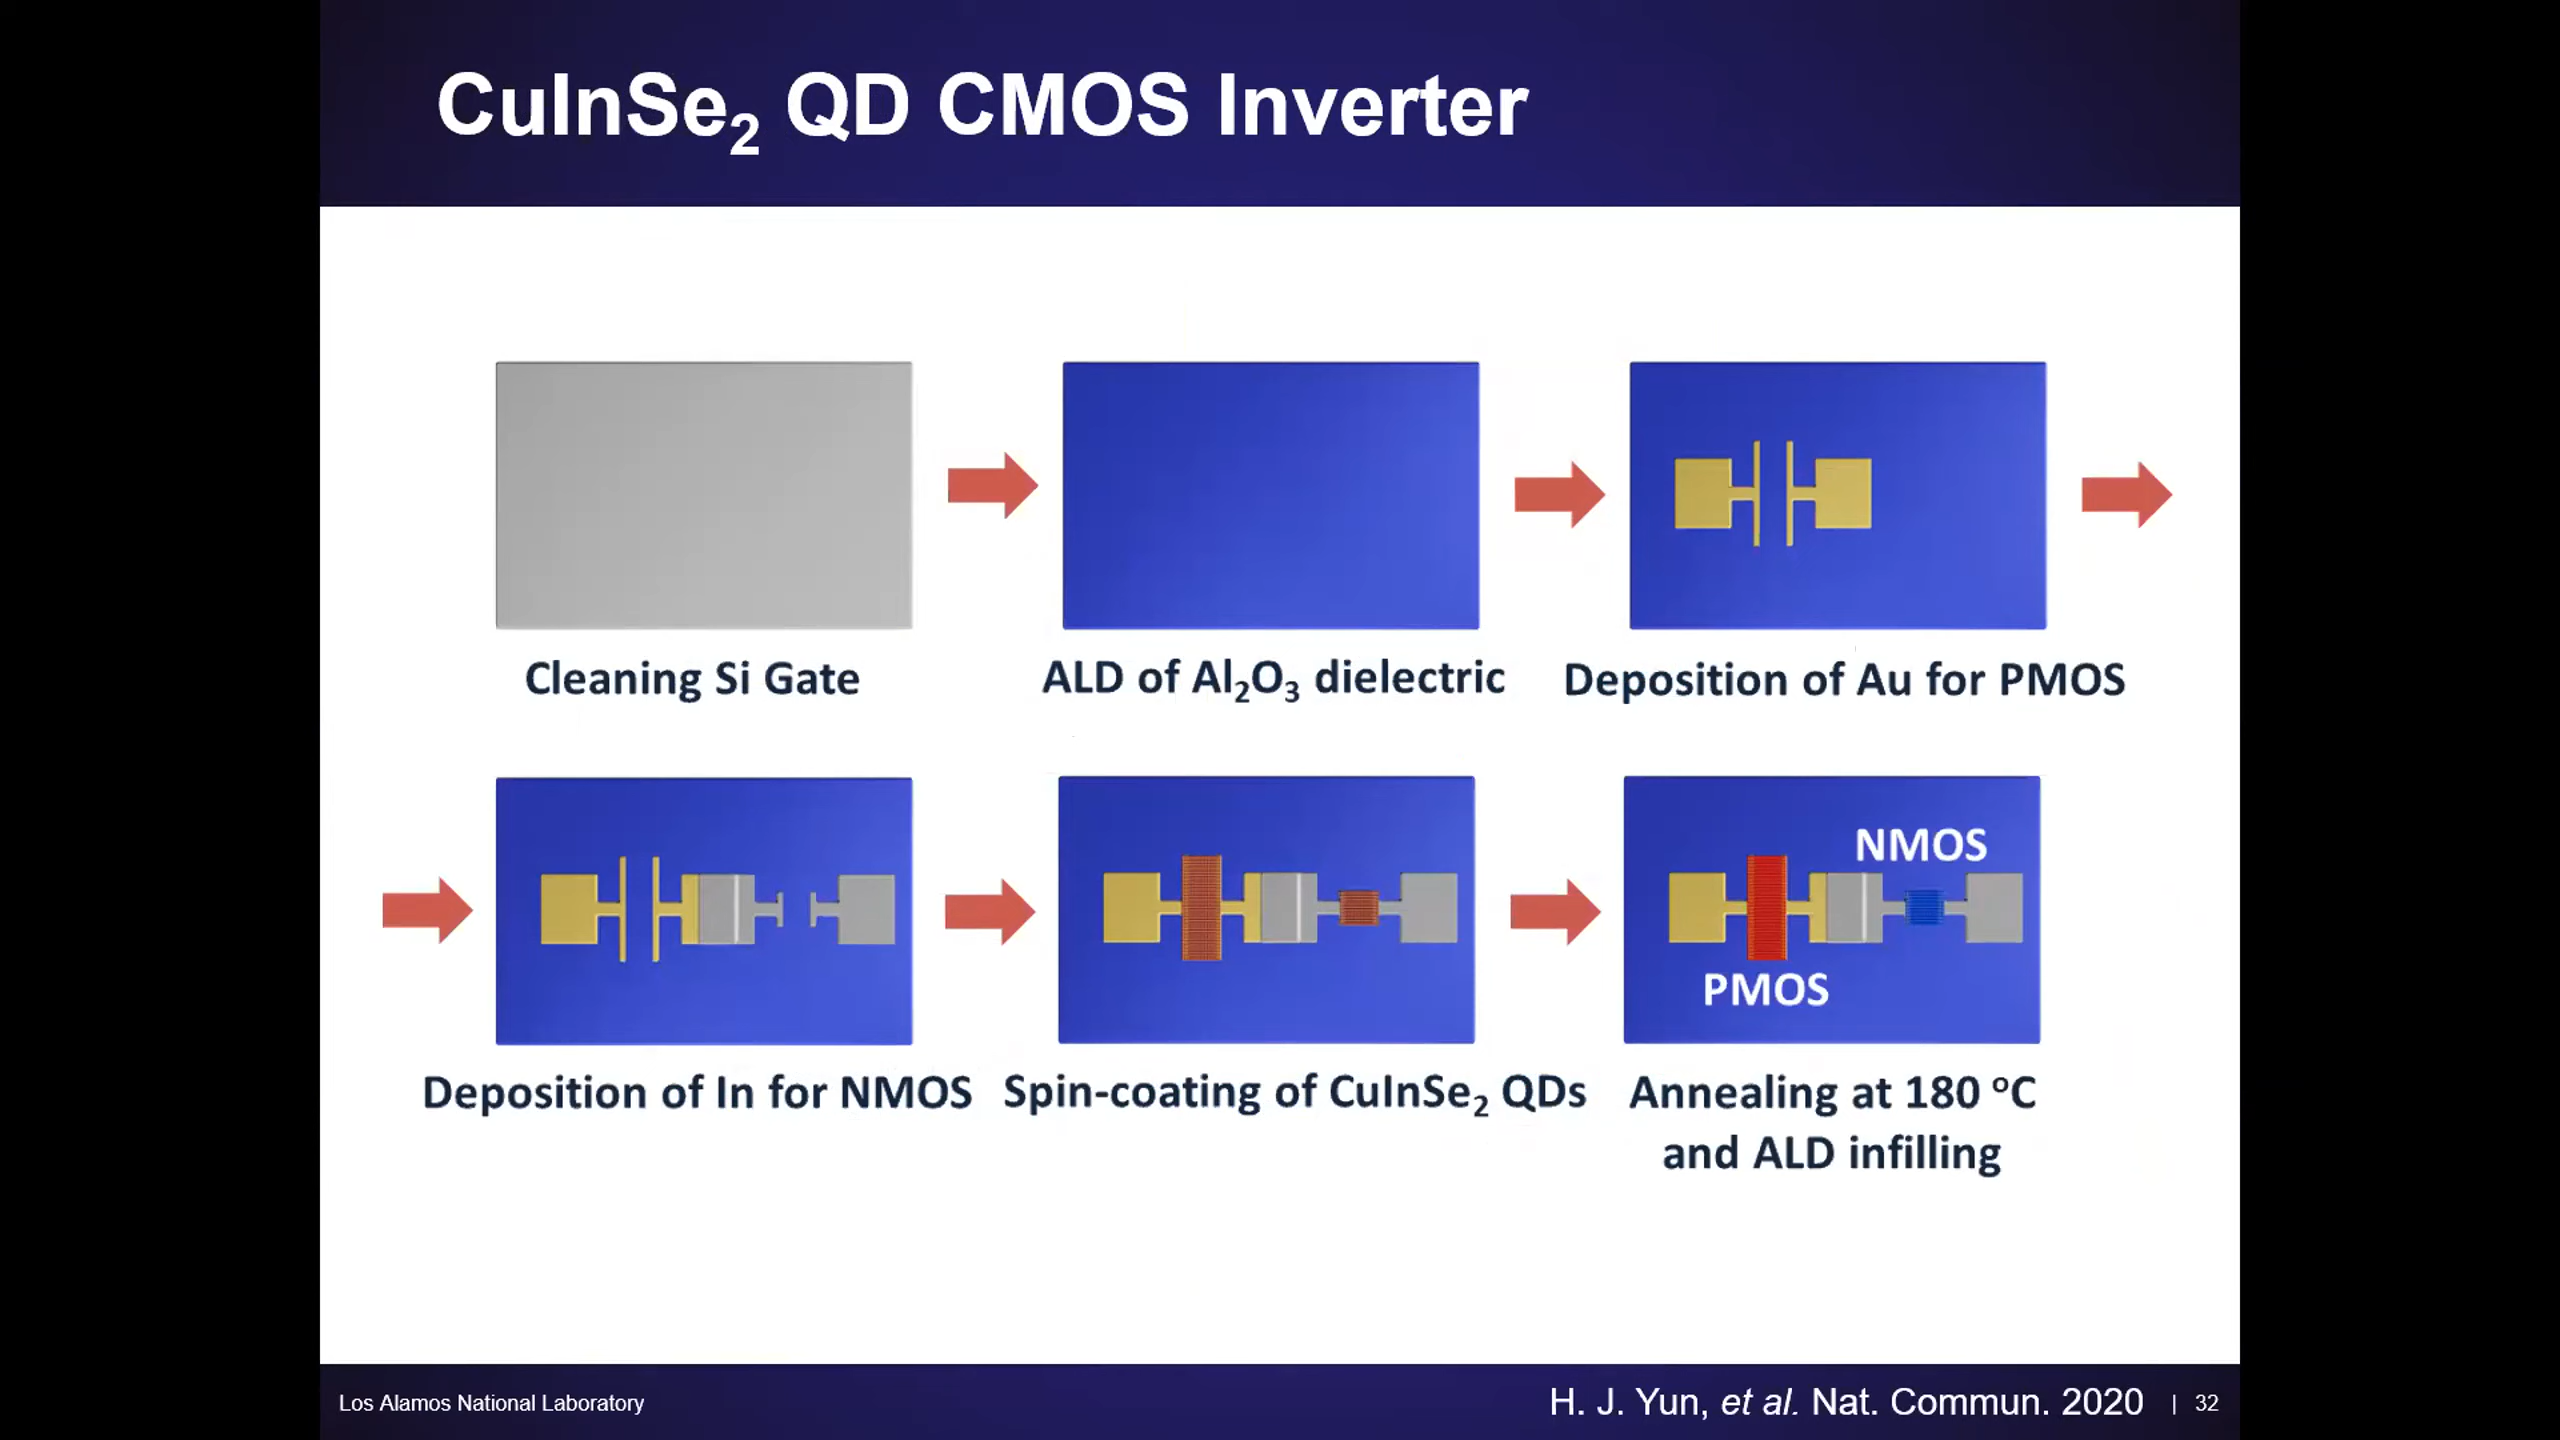 CuInSe₂ QD CMOS Inverter
Cleaning Si Gate
ALD of Al₂O₃ dielectric
Deposition of Au for PMOS
NMOS
PMOS
Deposition of In for NMOS
Spin-coating of CuInSe₂ QDs
Annealing at 180 ºC
and ALD infilling
Los Alamos National Laboratory
H. J. Yun, et al. Nat. Commun. 2020 | 32